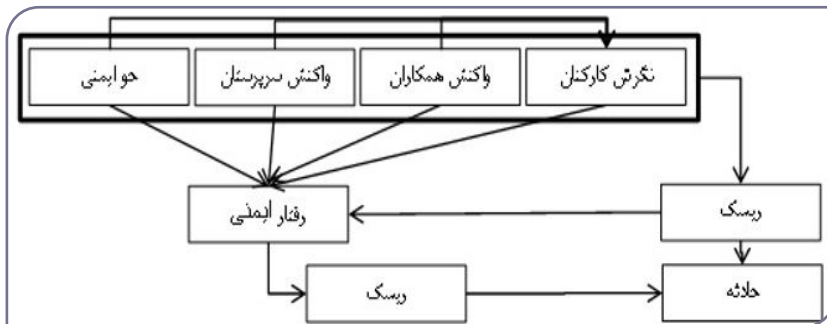 نگرش کارکنان
واکنش همکاران
واکنش سرپرستان
جو ایمنی
رفتار ایمنی
ریسک
ریسک
حادثه